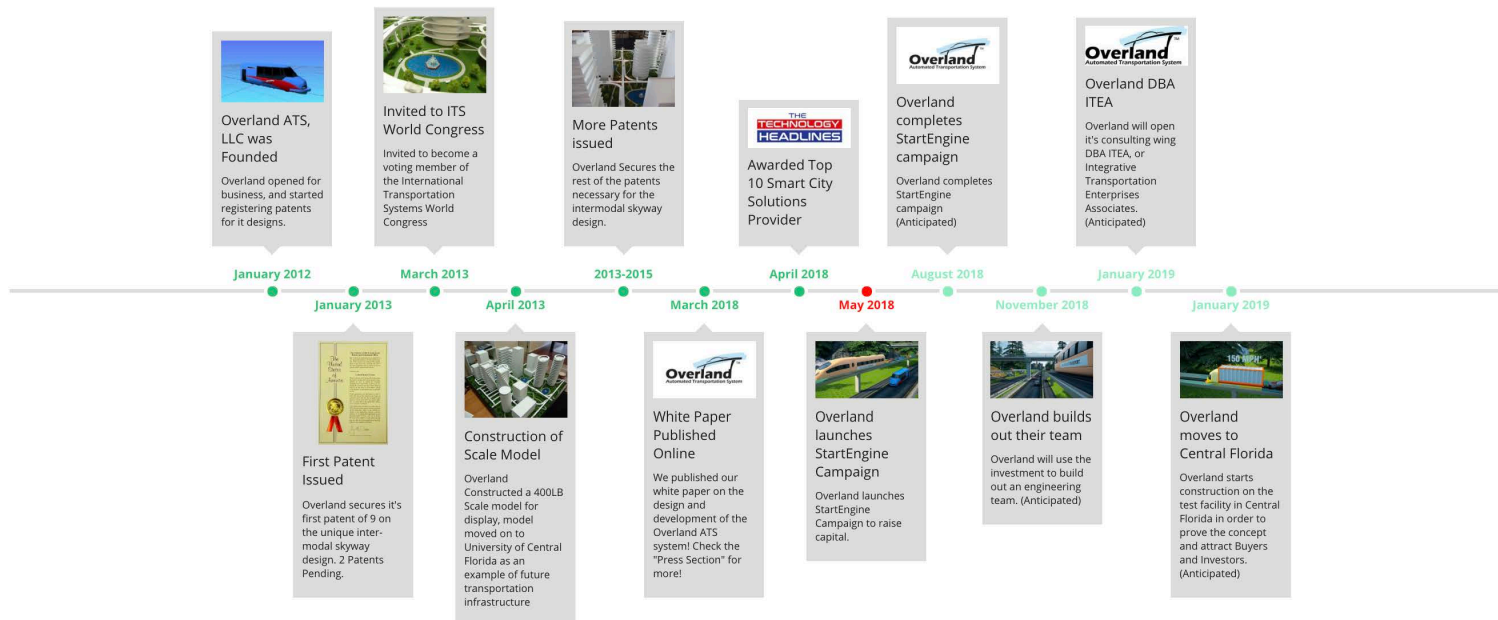 Overland ATS,
LLC was
Founded
Overland opened for
business, and started
registering patents
for it designs.
January 2012
January 2013
First Patent
Issued
Overland secures it's
first patent of 9 on
the unique inter-
modal skyway
design. 2 Patents
Pending.
Invited to ITS
World Congress
Invited to become a
voting member of
the International
Transportation
Systems World
Congress
March 2013
April 2013
Construction of
Scale Model
Overland
Constructed a 400LB
Scale model for
display, model
moved on to
University of Central
Florida as an
example of future
transportation
infrastructure
More Patents
issued
Overland Secures the
rest of the patents
necessary for the
intermodal skyway
design.
2013-2015
March 2018
Overland
Automated Transportation System
White Paper
Published
Online
We published our
white paper on the
design and
development of the
Overland ATS
system! Check the
"Press Section" for
more!
THE
TECHNOLOGY
HEADLINES
Awarded Top
10 Smart City
Solutions
Provider
April 2018
May 2018
Overland
launches
StartEngine
Campaign
Overland launches
StartEngine
Campaign to raise
capital.
Overland
TM
Automated Transportation System
Overland
completes
StartEngine
campaign
Overland completes
StartEngine
campaign
(Anticipated)
August 2018
November 2018
Overland builds
out their team
Overland will use the
investment to build
out an engineering
team. (Anticipated)
Overland
TM
Automated Transportation System
Overland DBA
ITEA
Overland will open
it's consulting wing
DBA ITEA, or
Integrative
Transportation
Enterprises
Associates.
(Anticipated)
January 2019
January 2019
150 MPH
Overland
moves to
Central Florida
Overland starts
construction on the
test facility in Central
Florida in order to
prove the concept
and attract Buyers
and Investors.
(Anticipated)